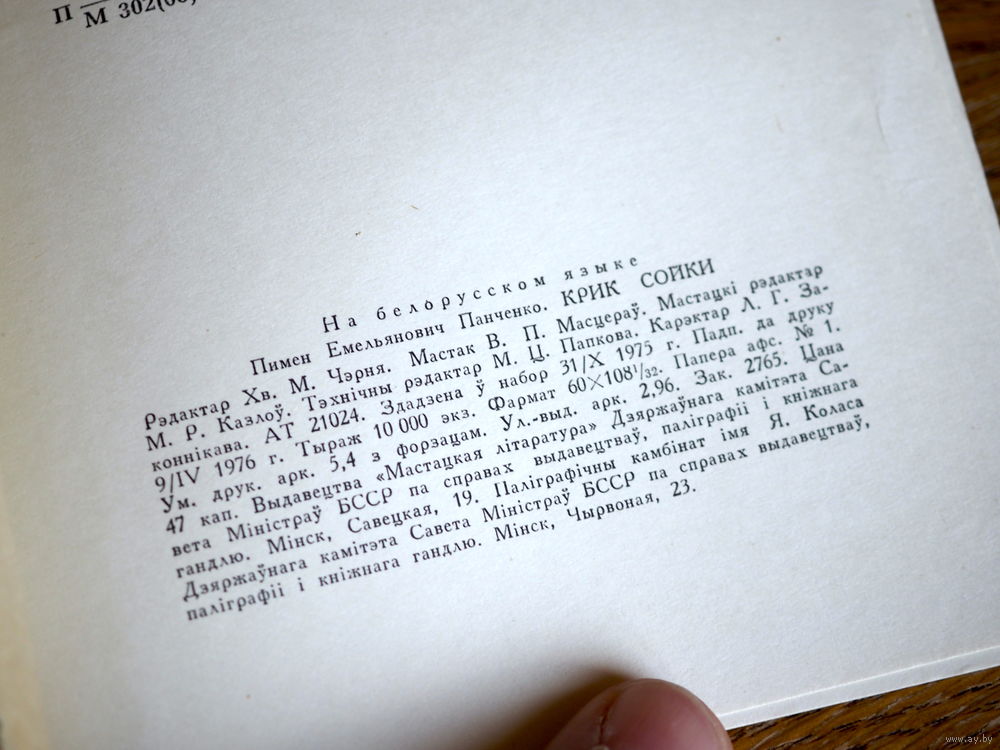 П
М 302(
На белорусском языке
Пимен Емельянович Панченко. КРИК СОЙКИ
Рэдактар Хв. М. Чэрня. Мастак В. П. Масцераў. Мастацкі рэдактар
М. Р. Казлоў. Тэхнічны рэдактар М. Ц. Папкова. Карэктар Л. Г. За-
коннікава. АТ 21024. Здадзена ў набор 31/X 1975 г. Падп. да друку
9/IV 1976 г. Тыраж 10 000 экз. Фармат 60×108¹/₃₂. Папера афс. № 1.
Ум. друк. арк. 5,4 з форзацам. Ул.-выд. арк. 2,96. Зак. 2765. Цана
47 кап. Выдавецтва «Мастацкая літаратура» Дзяржаўнага камітэта Са-
вета Міністраў БССР па справах выдавецтваў, паліграфіі і кніжнага
гандлю. Мінск, Савецкая, 19. Паліграфічны камбінат імя Я. Коласа
Дзяржаўнага камітэта Савета Міністраў БССР па справах выдавецтваў,
паліграфіі і кніжнага гандлю. Мінск, Чырвоная, 23.
www.ay.by